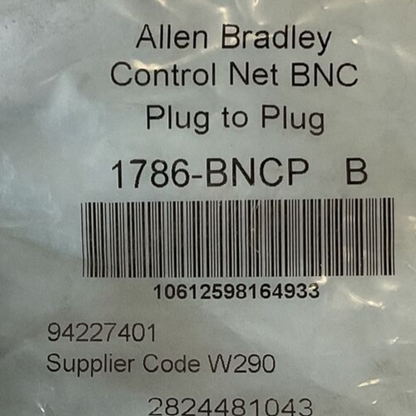 Allen Bradley
Control Net BNC
Plug to Plug
1786-BNCP B
10612598164933
94227401
Supplier Code W290
2824481043